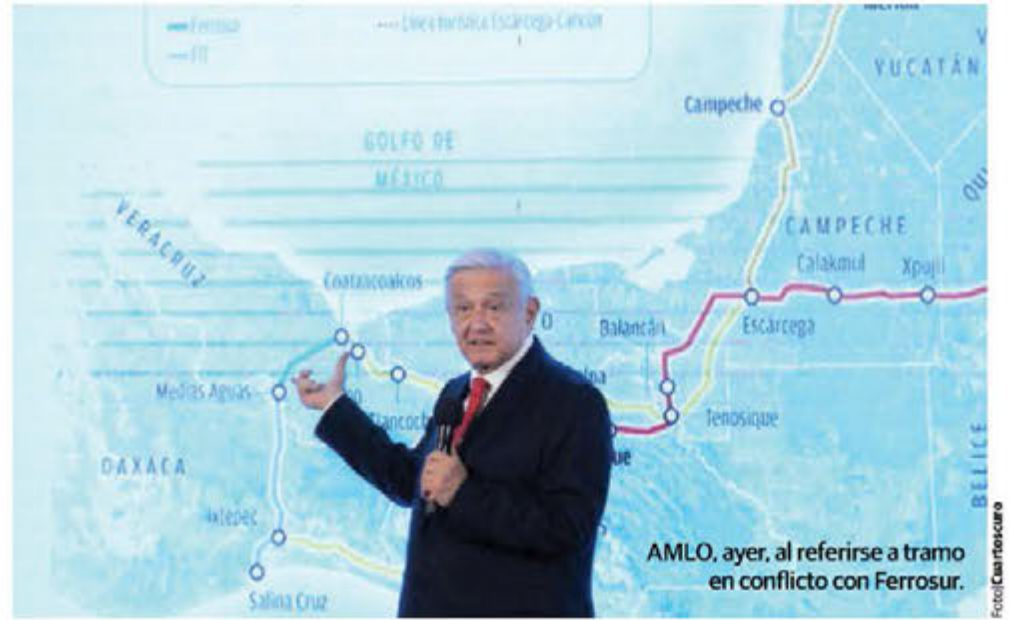 Ferrosur
Línea turística Escárcega-Cancún
FIT
Campeche
YUCATÁN
GOLFO DE
MÉXICO
VERACRUZ
CAMPECHE
Calakmul
Xpujil
Coatzacoalcos
Balancán
Escárcega
Medias Aguas
Tenosique
OAXACA
BELICE
Ixtepec
Salina Cruz
AMLO, ayer, al referirse a tramo
en conflicto con Ferrosur.
Foto|Cuartoscuro